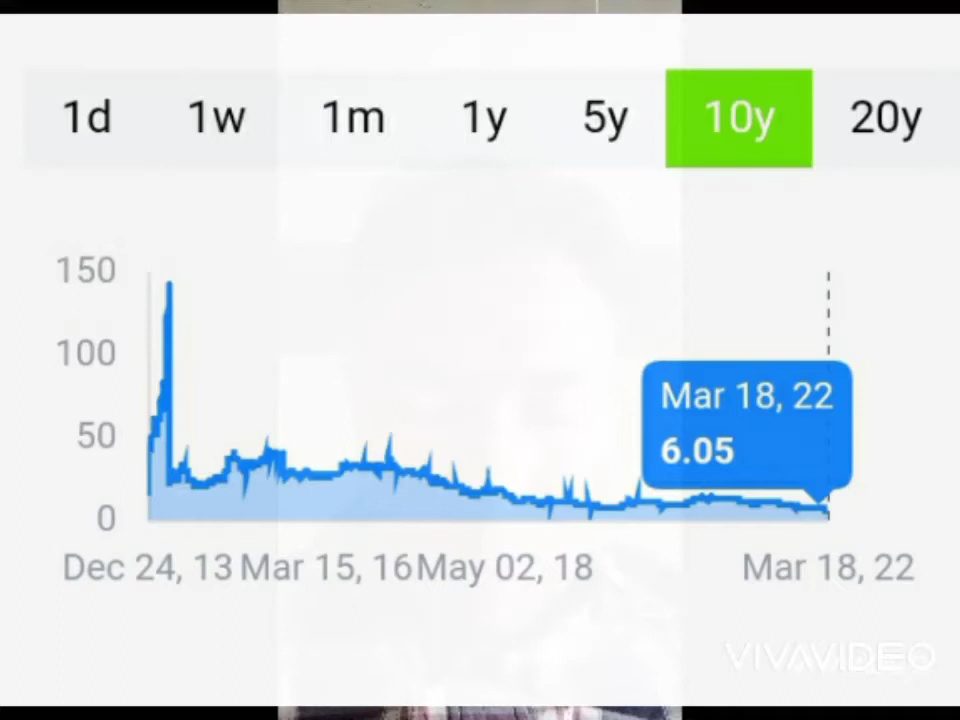 1d 1w 1m 1y 5y 10y 20y
150
100
50
0
Mar 18, 22
6.05
Dec 24, 13 Mar 15, 16 May 02, 18 Mar 18, 22
VIVAVIDEO